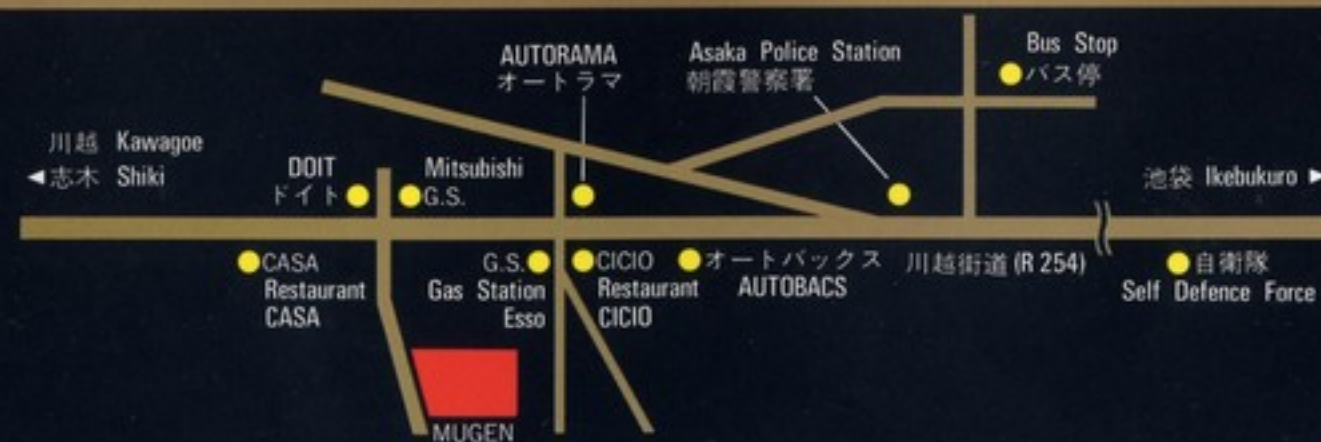 川越 Kawagoe
◀志木 Shiki
DOIT
ドイト
Mitsubishi
G.S.
AUTORAMA
オートラマ
Asaka Police Station
朝霞警察署
Bus Stop
バス停
池袋 Ikebukuro ▶
CASA
Restaurant
CASA
G.S.
Gas Station
Esso
CICIO
Restaurant
CICIO
オートバックス
AUTOBACS
川越街道 (R 254)
自衛隊
Self Defence Force
MUGEN